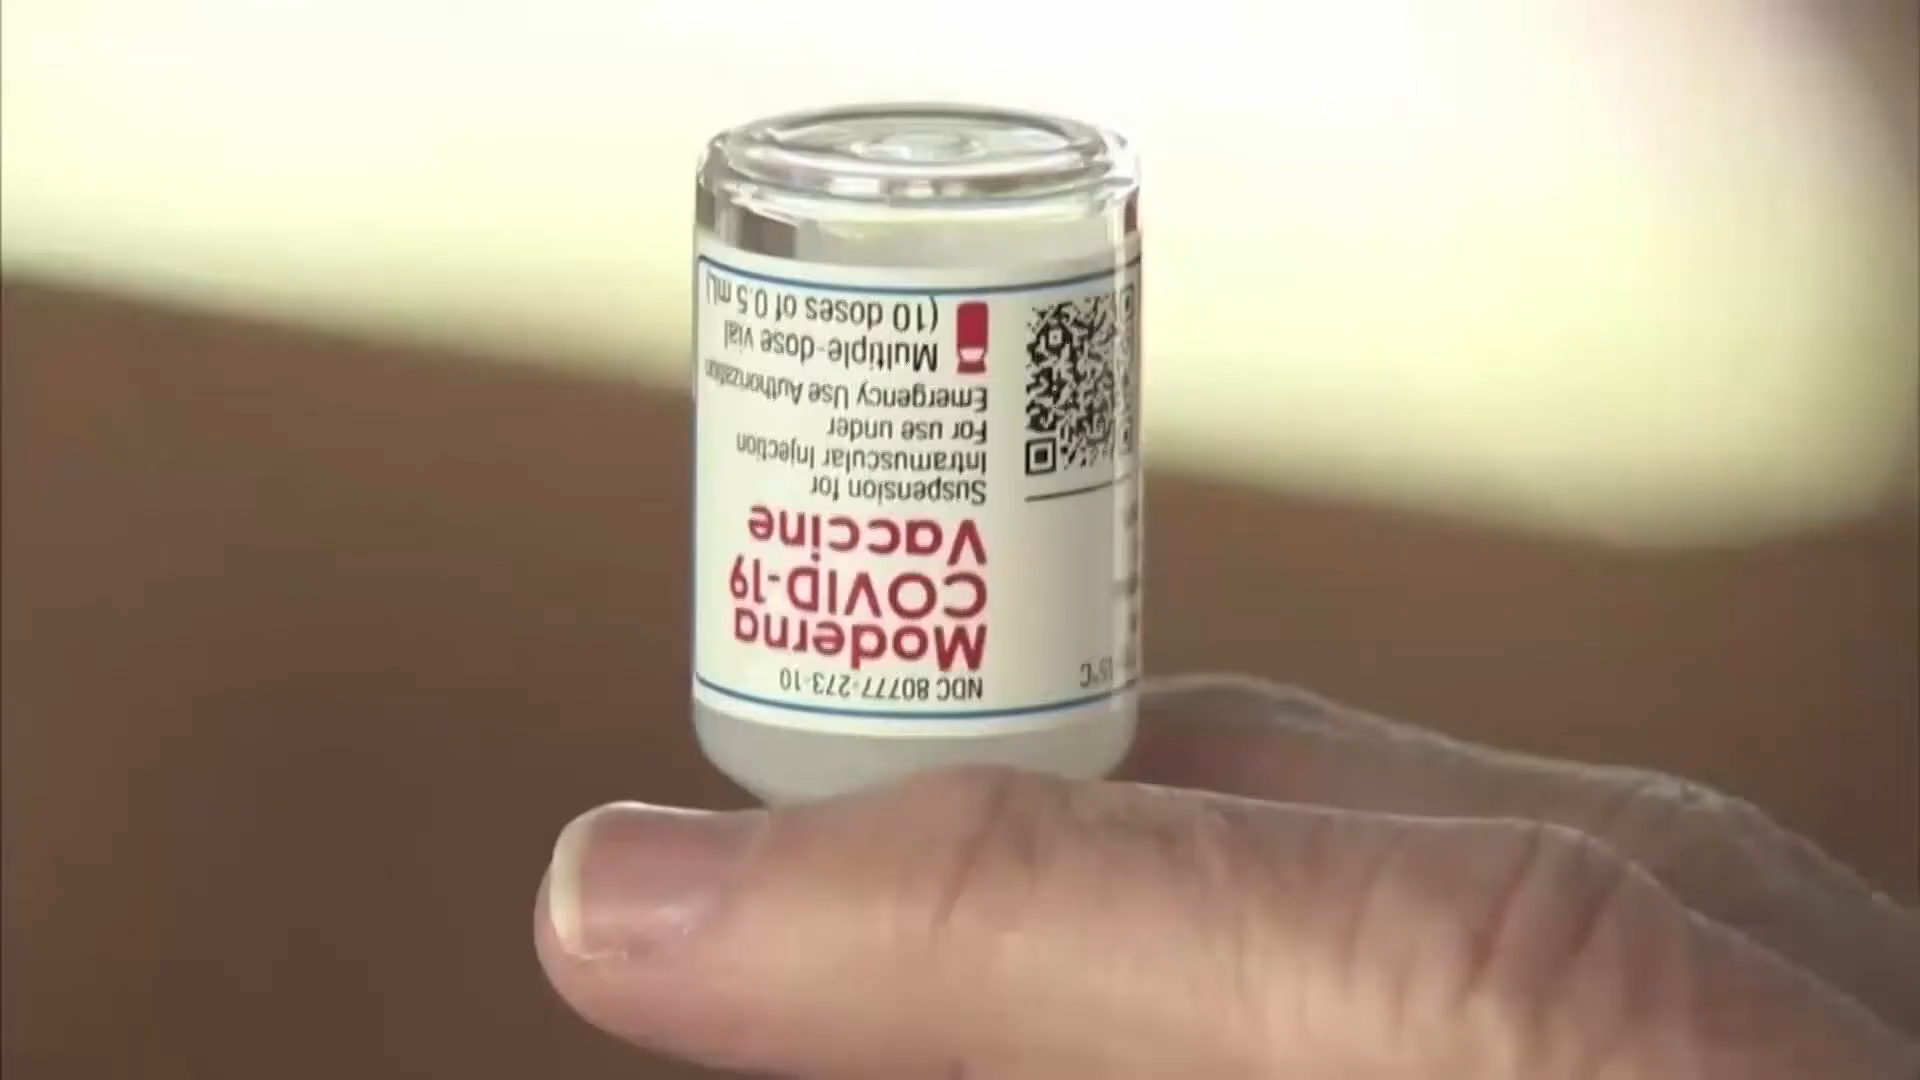 NDC 80777-273-10
Moderna
COVID-19
Vaccine
Suspension for
Intramuscular Injection
For use under
Emergency Use Authorization
Multiple-dose vial
(10 doses of 0.5 mL)
15°C